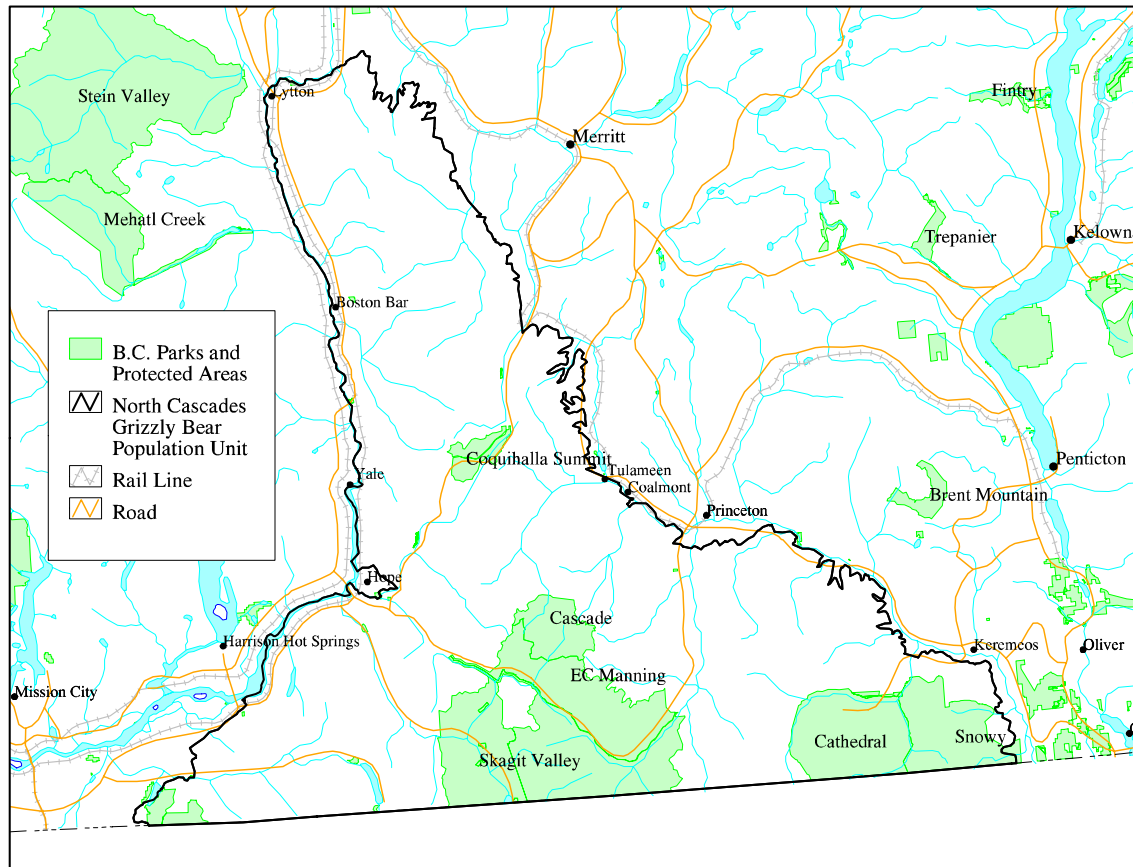 Stein Valley
Lytton
Fintry
Merritt
Mehatl Creek
Trepanier
Kelown
Boston Bar
B.C. Parks and
Protected Areas
North Cascades
Grizzly Bear
Population Unit
Rail Line
Road
Coquihalla Summit
Tulameen
Coalmont
Penticton
Yale
Brent Mountain
Princeton
Hope
Cascade
Harrison Hot Springs
Keremeos
Oliver
EC Manning
Mission City
Cathedral
Snowy
Skagit Valley